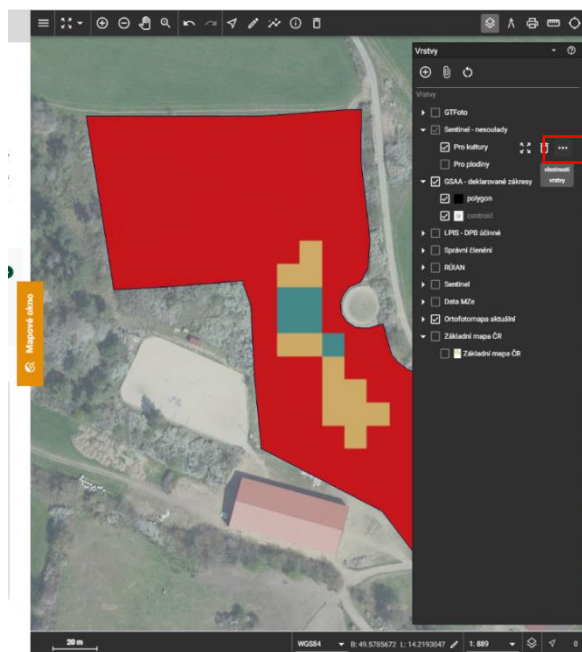 Vrstvy
Vrstvy
GTFoto
Sentinel - nesoulady
Pro kultury
Pro plodiny
vlastnosti
vrstvy
GSAA - deklarované zákresy
polygon
centroid
LPIS - DPB účinné
Správní členění
RÚIAN
Sentinel
Data MZe
Ortofotomapa aktuální
Základní mapa ČR
Základní mapa ČR
Mapové okno
20 m
WGS84 B: 49.5785672 L: 14.2193047 1: 889 0